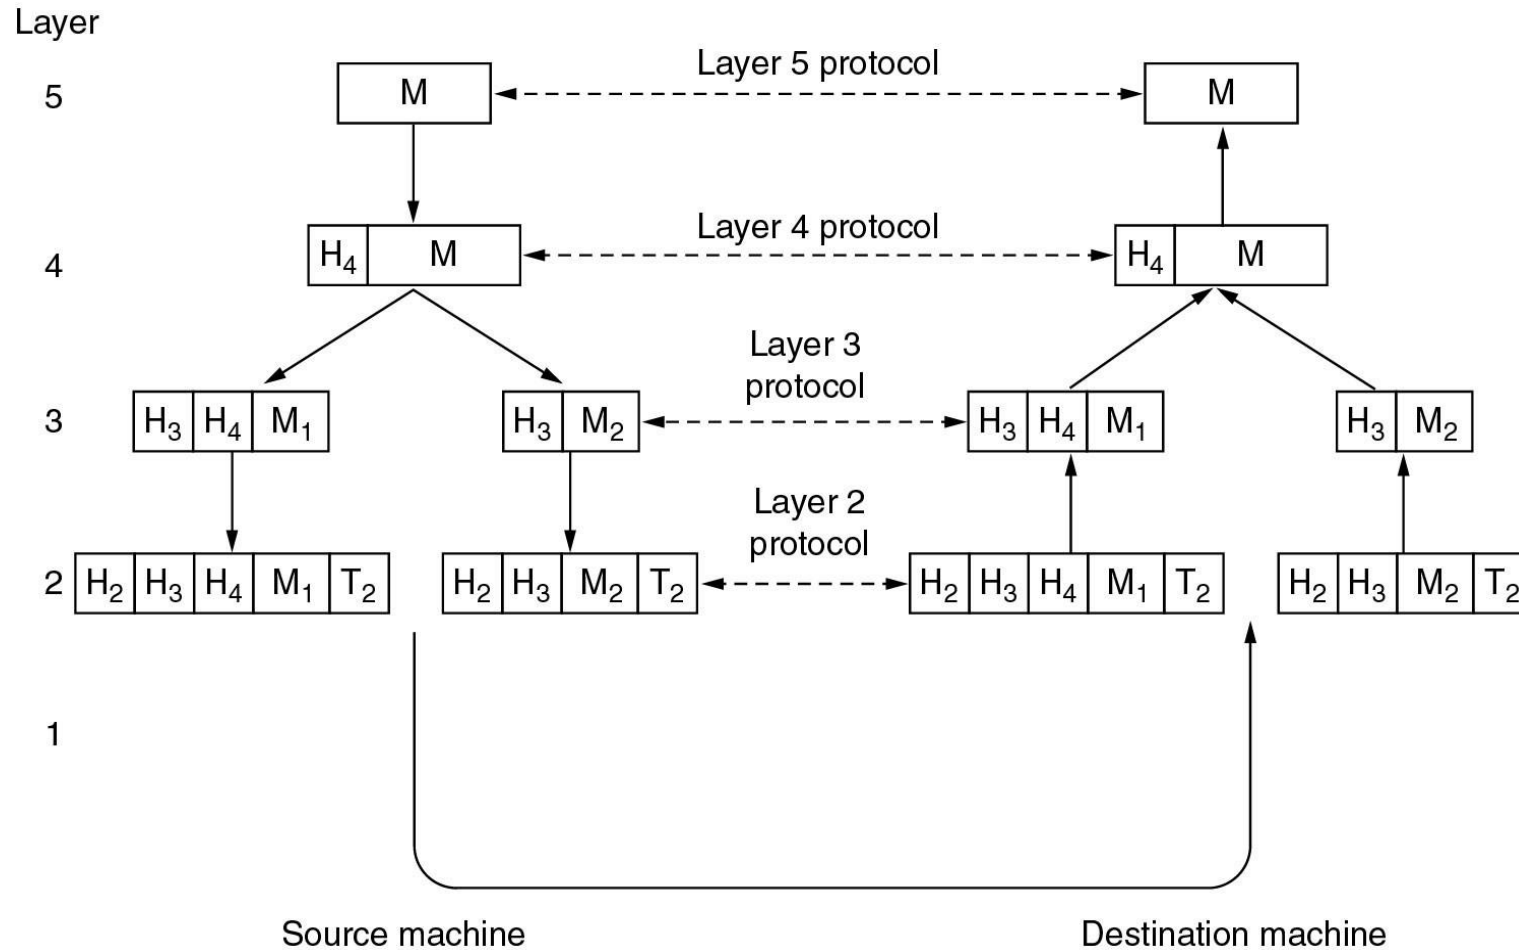 Layer
5 M Layer 5 protocol M
4 H₄ M Layer 4 protocol H₄ M
Layer 3
protocol
3 H₃ H₄ M₁ H₃ M₂ H₃ H₄ M₁ H₃ M₂
Layer 2
protocol
2 H₂ H₃ H₄ M₁ T₂ H₂ H₃ M₂ T₂ H₂ H₃ H₄ M₁ T₂ H₂ H₃ M₂ T₂
1
Source machine Destination machine